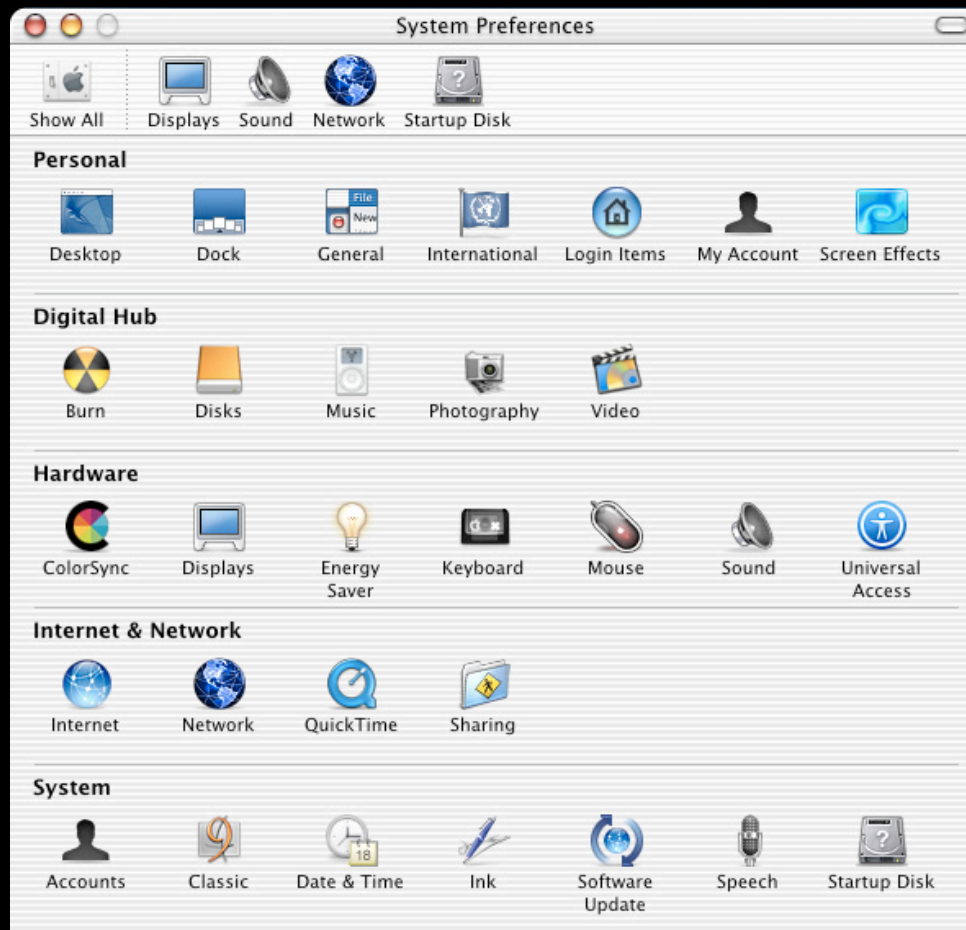 System Preferences
Show All Displays Sound Network Startup Disk
Personal
File
New
Desktop Dock General International Login Items My Account Screen Effects
Digital Hub
Burn Disks Music Photography Video
Hardware
ColorSync Displays Energy Saver Keyboard Mouse Sound Universal Access
Internet & Network
Internet Network QuickTime Sharing
System
9
18
Accounts Classic Date & Time Ink Software Update Speech Startup Disk